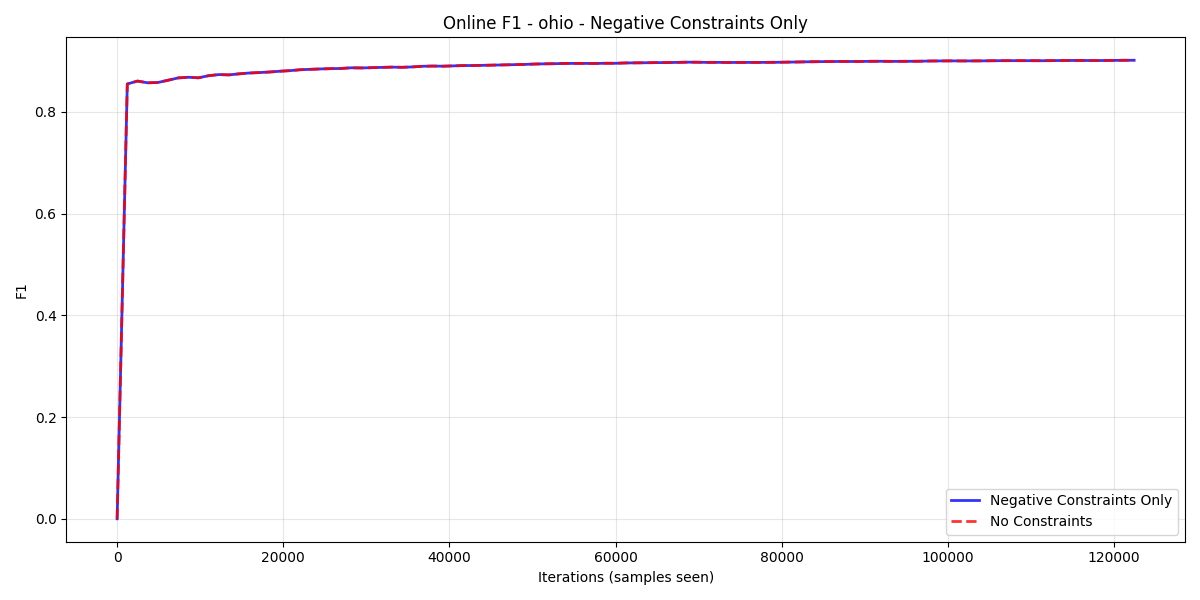 Online F1 - ohio - Negative Constraints Only
F1
0.8
0.6
0.4
0.2
0.0
0
20000
40000
60000
80000
100000
120000
Iterations (samples seen)
Negative Constraints Only
No Constraints